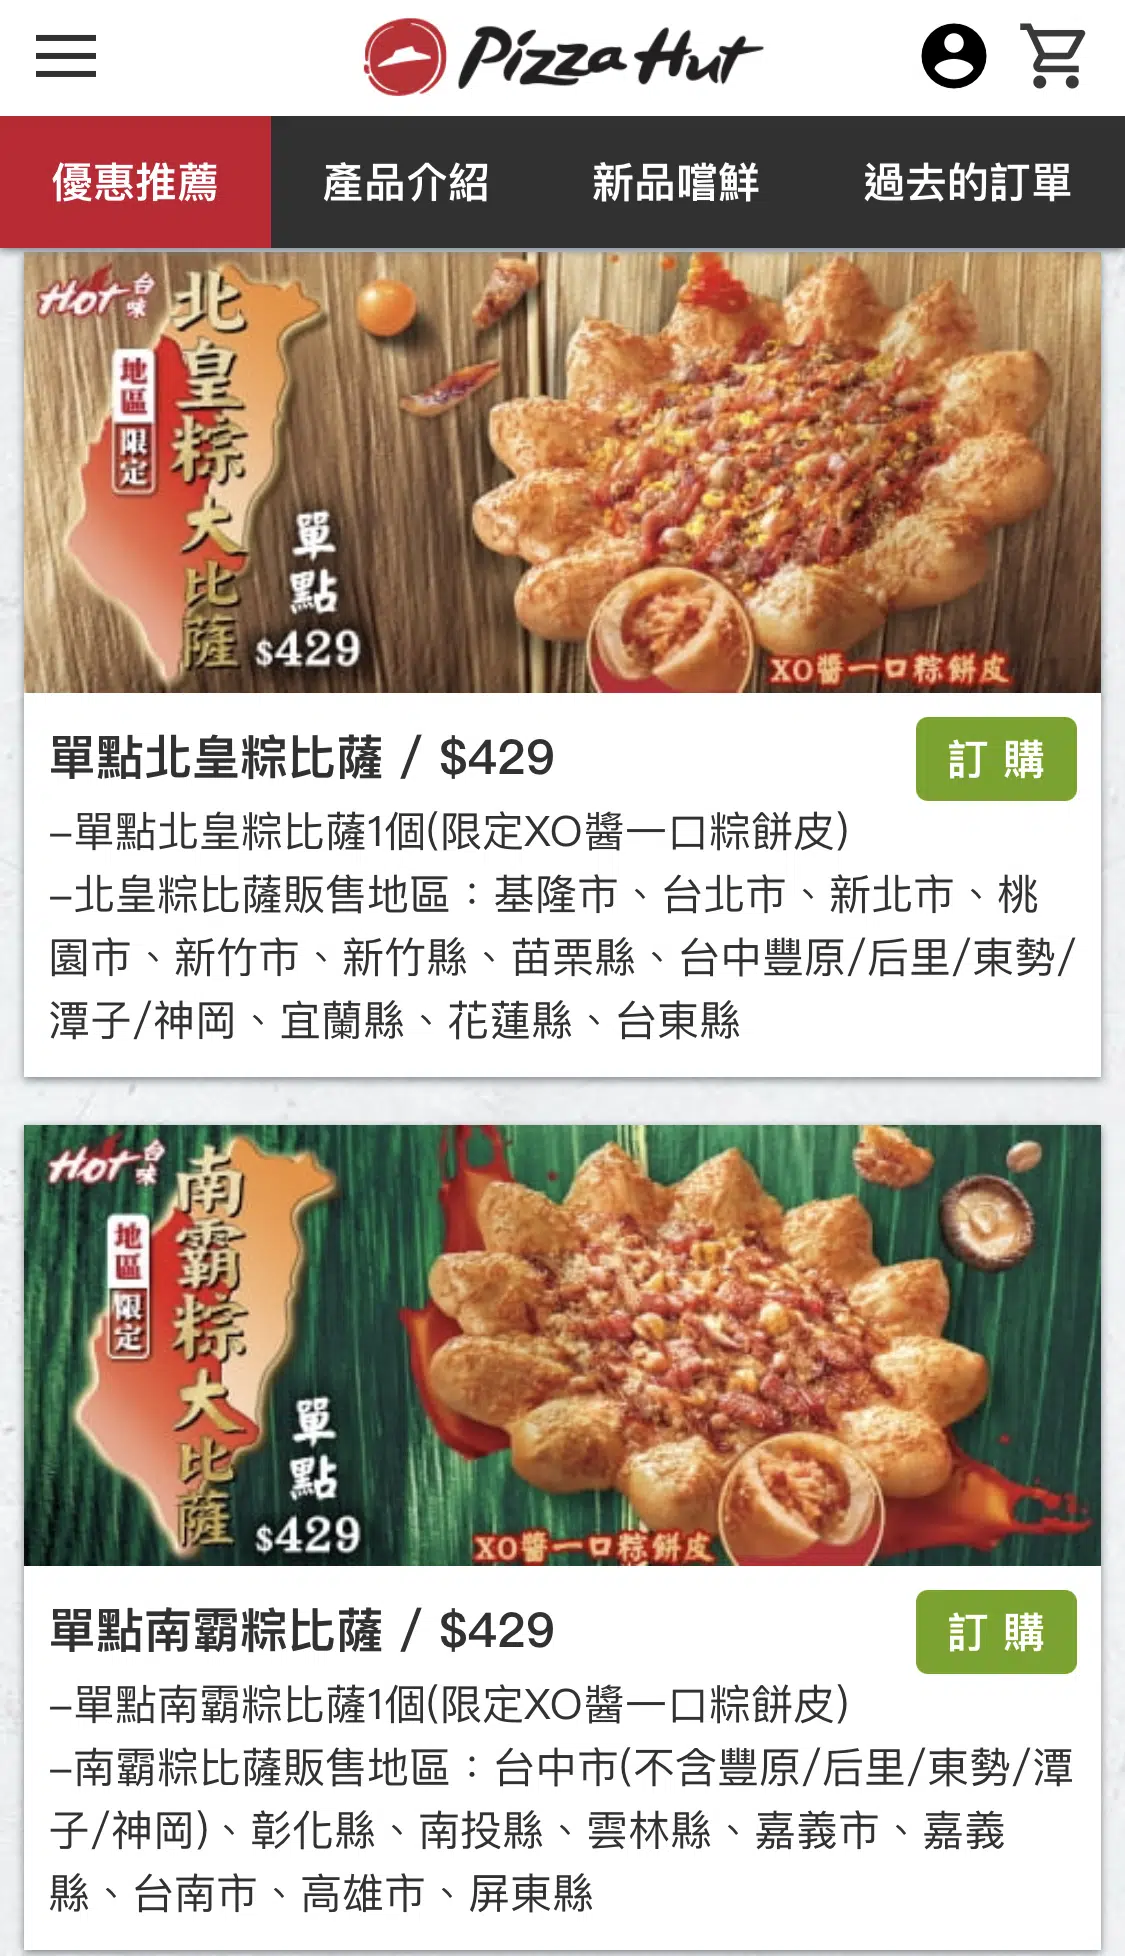 Pizza Hut
優惠推薦
產品介紹
新品嚐鮮
過去的訂單
Hot台味
地區限定
北皇粽大比薩
單點
$429
XO醬一口粽餅皮
單點北皇粽比薩 / $429
訂 購
–單點北皇粽比薩1個(限定XO醬一口粽餅皮)
–北皇粽比薩販售地區：基隆市、台北市、新北市、桃
園市、新竹市、新竹縣、苗栗縣、台中豐原/后里/東勢/
潭子/神岡、宜蘭縣、花蓮縣、台東縣
Hot台味
地區限定
南霸粽大比薩
單點
$429
XO醬一口粽餅皮
單點南霸粽比薩 / $429
訂 購
–單點南霸粽比薩1個(限定XO醬一口粽餅皮)
–南霸粽比薩販售地區：台中市(不含豐原/后里/東勢/潭
子/神岡)、彰化縣、南投縣、雲林縣、嘉義市、嘉義
縣、台南市、高雄市、屏東縣